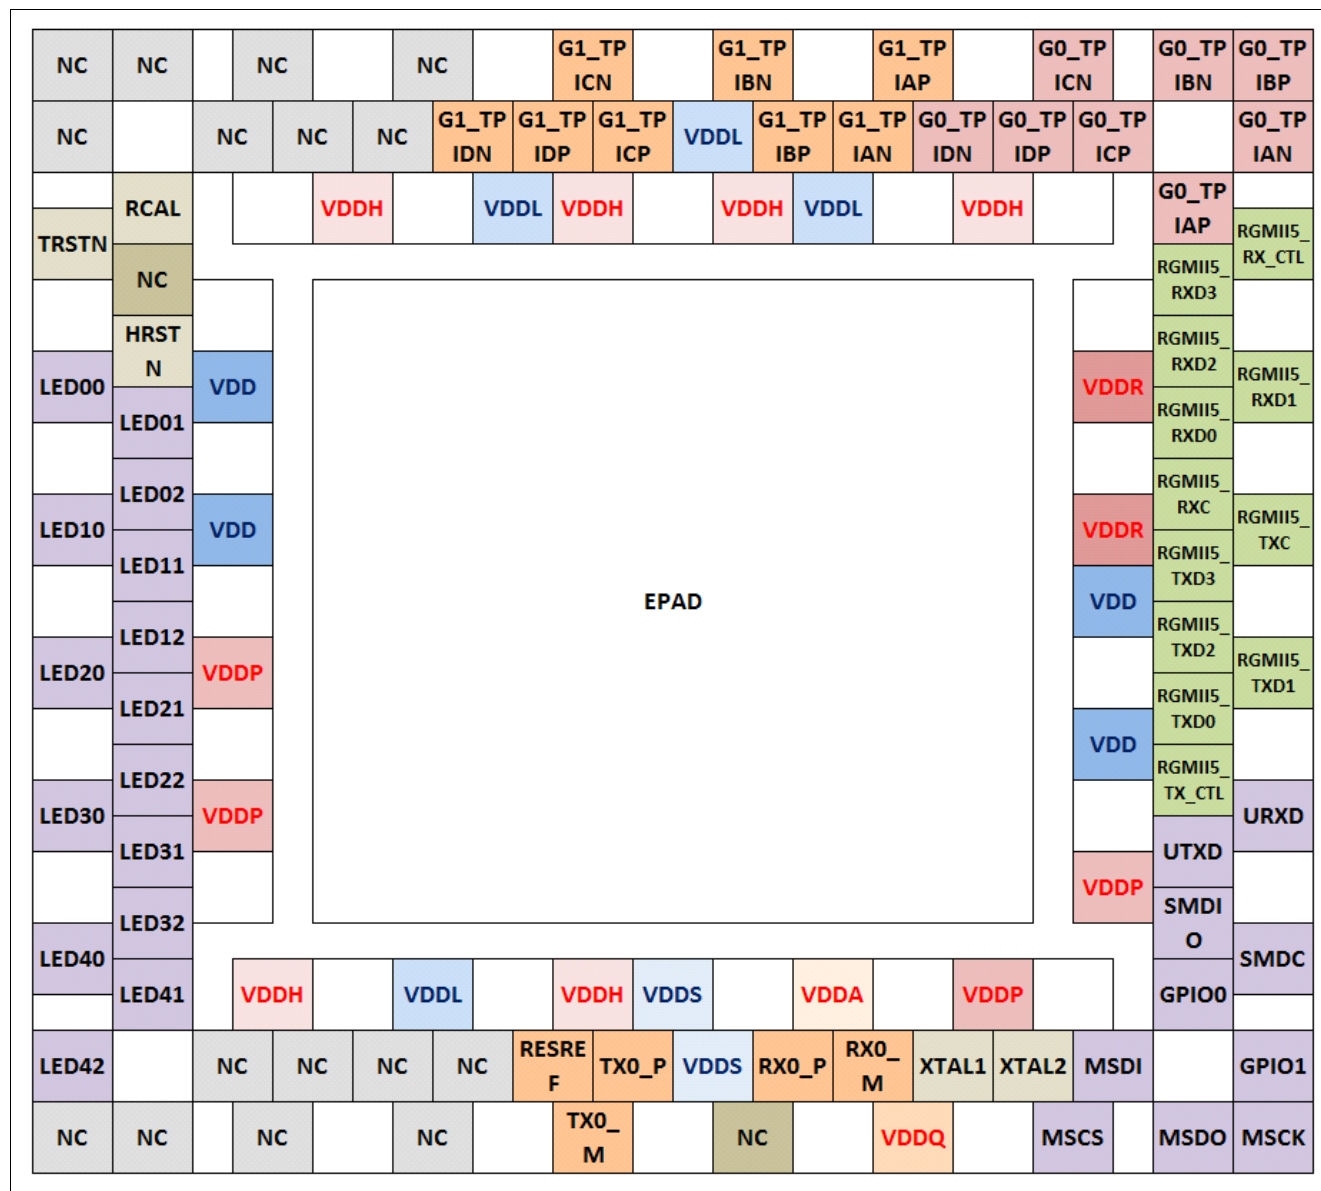 NC NC NC NC G1_TP G1_TP G1_TP G0_TP G0_TP G0_TP
ICN IBN IAP ICN IBN IBP
NC NC NC NC G1_TP G1_TP G1_TP VDDL G1_TP G1_TP G0_TP G0_TP G0_TP G0_TP
IDN IDP ICP IBP IAN IDN IDP ICP IAN
RCAL VDDH VDDL VDDH VDDH VDDL VDDH G0_TP
IAP
TRSTN RGMII5_
RX_CTL
NC RGMII5_
RXD3
HRST
N
RGMII5_
RXD2
LED00 VDD VDDR RGMII5_
RXD1
LED01 RGMII5_
RXD0
LED02 RGMII5_
RXC
LED10 VDD VDDR RGMII5_
TXC
LED11 RGMII5_
TXD3
EPAD VDD
LED12 RGMII5_
TXD2
LED20 VDDP RGMII5_
TXD1
LED21 RGMII5_
TXD0
VDD
LED22 RGMII5_
TX_CTL
LED30 VDDP URXD
LED31 UTXD
VDDP
LED32 SMDI
O
LED40 SMDC
LED41 VDDH VDDL VDDH VDDS VDDA VDDP GPIO0
LED42 NC NC NC NC RESRE TX0_P VDDS RX0_P RX0_ XTAL1 XTAL2 MSDI GPIO1
F M
NC NC NC NC TX0_ NC VDDQ MSCS MSDO MSCK
M